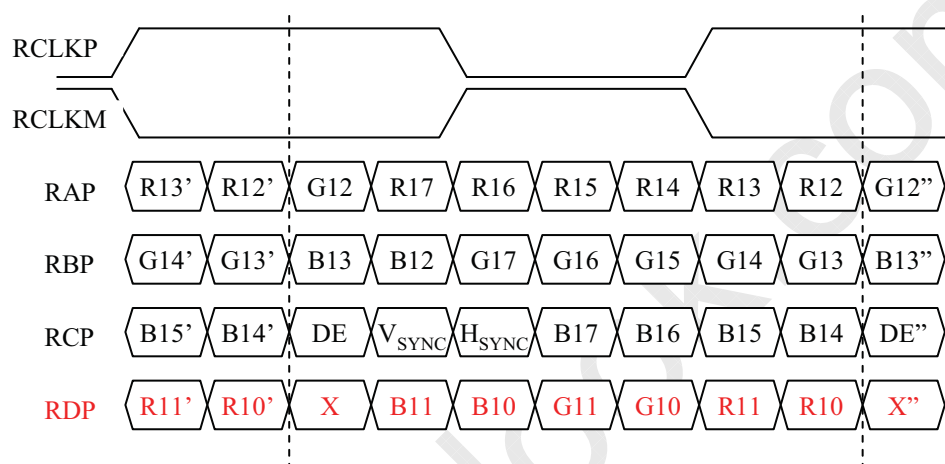 RCLKP
RCLKM
RAP R13’ R12’ G12 R17 R16 R15 R14 R13 R12 G12”
RBP G14’ G13’ B13 B12 G17 G16 G15 G14 G13 B13”
RCP B15’ B14’ DE VSYNC HSYNC B17 B16 B15 B14 DE”
RDP R11’ R10’ X B11 B10 G11 G10 R11 R10 X”